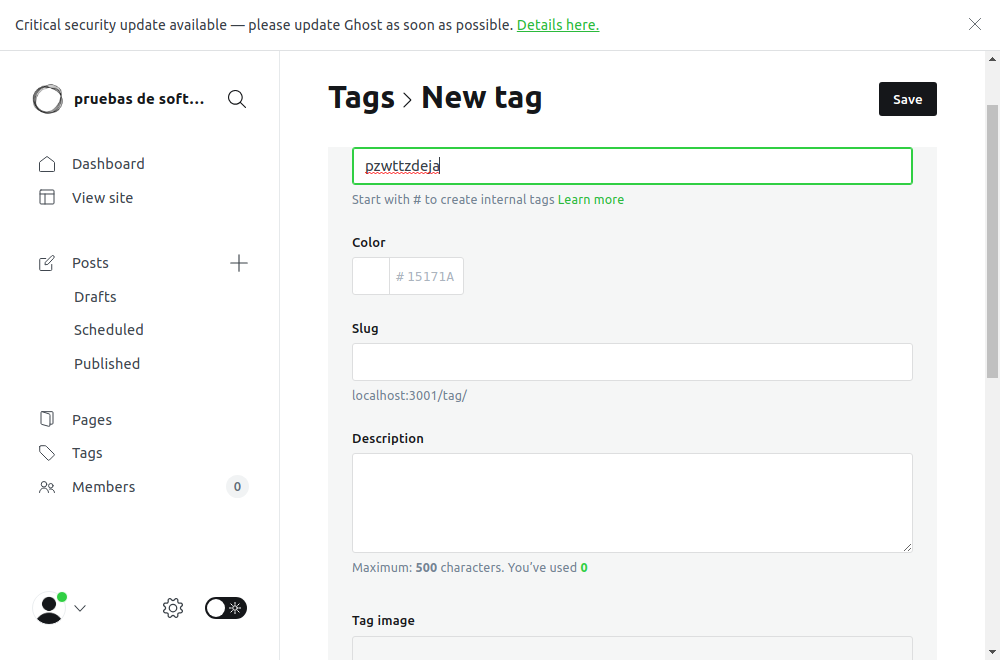 Critical security update available — please update Ghost as soon as possible. Details here.
pruebas de soft...
Tags > New tag
Save
Dashboard
View site
Posts
Drafts
Scheduled
Published
Pages
Tags
Members
0
pzwttzdeja
Start with # to create internal tags Learn more
Color
# 15171A
Slug
localhost:3001/tag/
Description
Maximum: 500 characters. You’ve used 0
Tag image